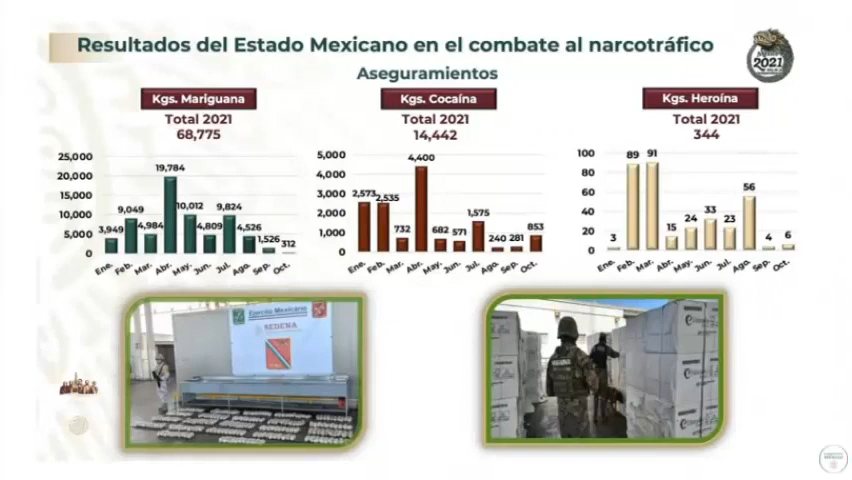 Resultados del Estado Mexicano en el combate al narcotráfico
2021
Aseguramientos
Kgs. Mariguana
Total 2021
68,775
25,000
20,000
15,000
10,000
5,000
0
3,949
9,049
4,984
19,784
10,012
4,809
9,824
4,526
1,526
312
Ene.
Feb.
Mar.
Abr.
May.
Jun.
Jul.
Ago.
Sep.
Oct.
Kgs. Cocaína
Total 2021
14,442
5,000
4,000
3,000
2,000
1,000
0
2,573
2,535
732
4,400
682
571
1,575
240
281
853
Ene.
Feb.
Mar.
Abr.
May.
Jun.
Jul.
Ago.
Sep.
Oct.
Kgs. Heroína
Total 2021
344
100
80
60
40
20
0
3
89
91
15
24
33
23
56
4
6
Ene.
Feb.
Mar.
Abr.
May.
Jun.
Jul.
Ago.
Sep.
Oct.
Ejército Mexicano
SEDENA